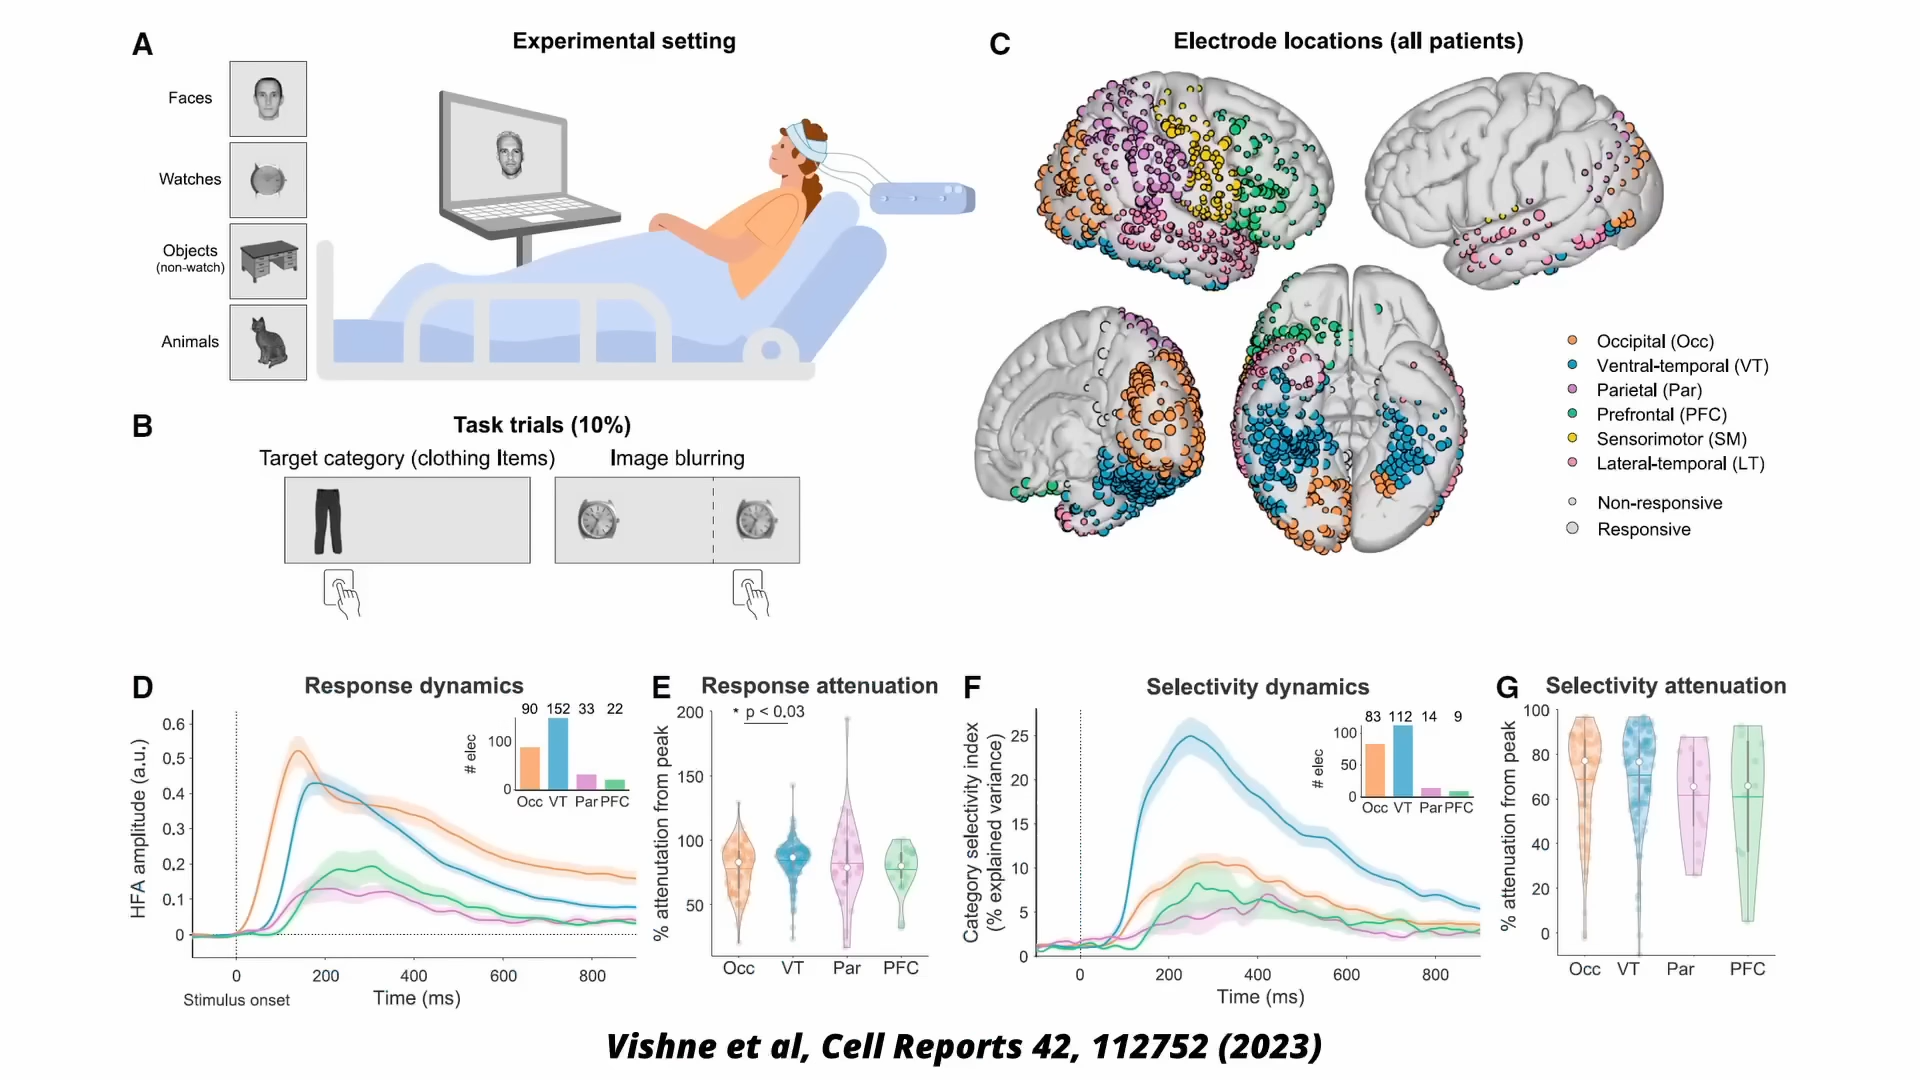 A
Experimental setting
Faces
Watches
Objects
(non-watch)
Animals
B
Task trials (10%)
Target category (clothing Items)
Image blurring
C
Electrode locations (all patients)
Occipital (Occ)
Ventral-temporal (VT)
Parietal (Par)
Prefrontal (PFC)
Sensorimotor (SM)
Lateral-temporal (LT)
Non-responsive
Responsive
D
Response dynamics
HFA amplitude (a.u.)
0.6
0.5
0.4
0.3
0.2
0.1
0
0 200 400 600 800
Stimulus onset
Time (ms)
90 152 33 22
# elec
100
0
Occ VT Par PFC
E
Response attenuation
* p < 0.03
% attenutation from peak
200
150
100
50
Occ VT Par PFC
F
Selectivity dynamics
Category selectivity index
(% explained variance)
25
20
15
10
5
0
0 200 400 600 800
Time (ms)
83 112 14 9
# elec
100
50
0
Occ VT Par PFC
G
Selectivity attenuation
% attenuation from peak
100
80
60
40
20
0
Occ VT Par PFC
Vishne et al, Cell Reports 42, 112752 (2023)